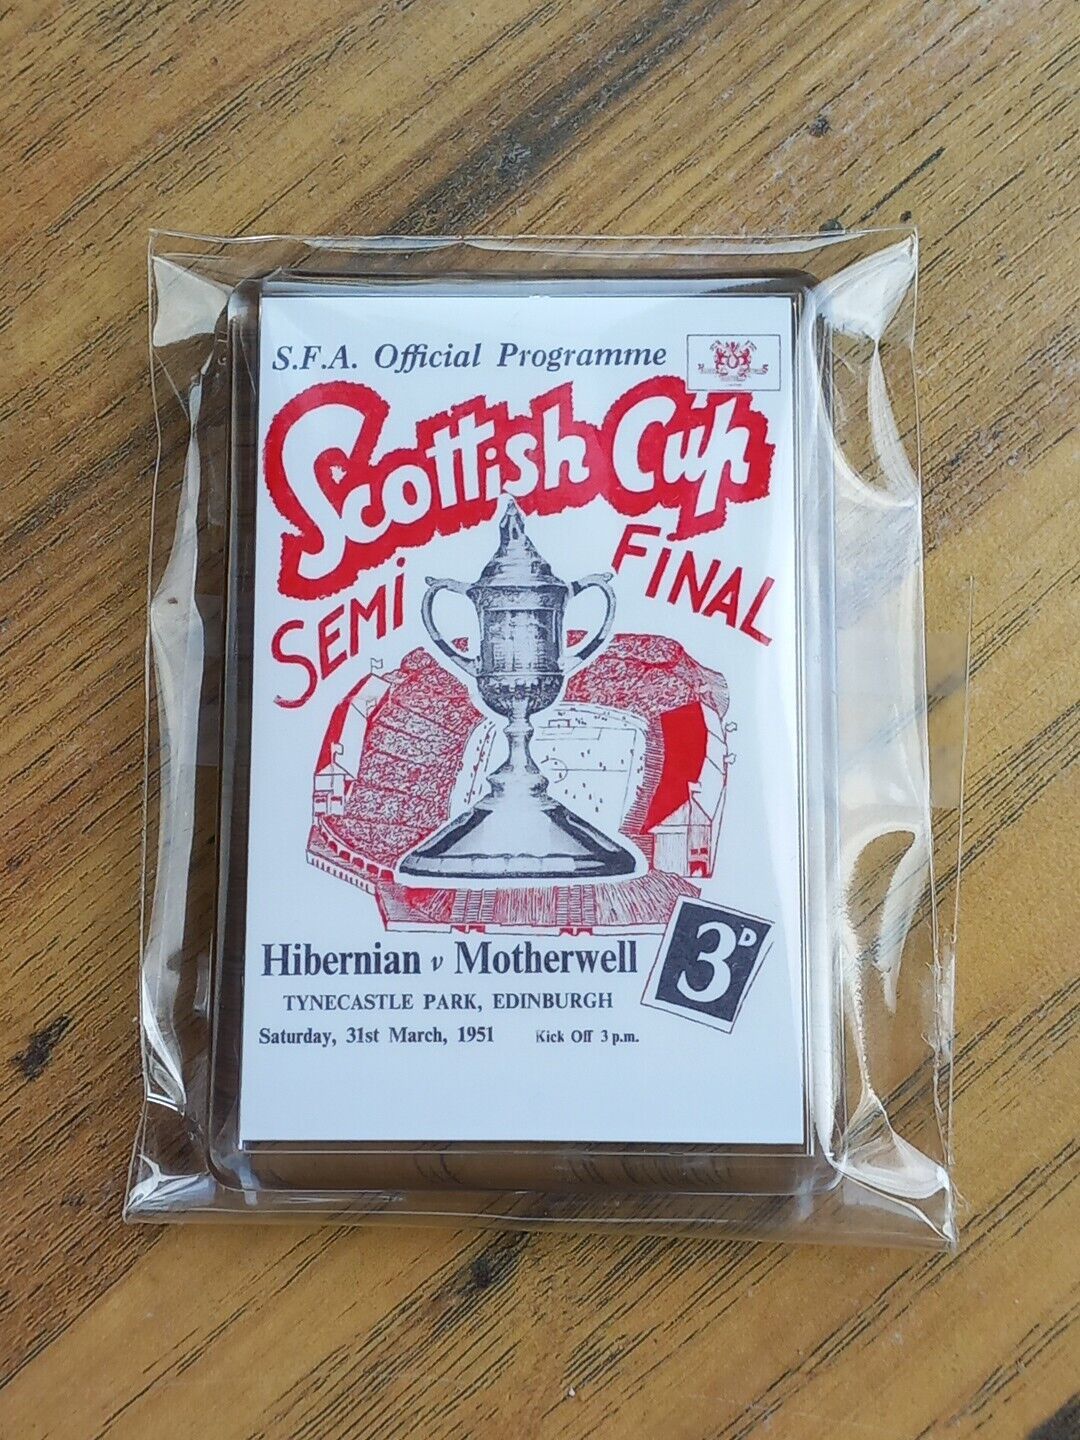 S.F.A. Official Programme
Scottish Cup
SEMI FINAL
Hibernian v Motherwell
3D
TYNECASTLE PARK, EDINBURGH
Saturday, 31st March, 1951 Kick Off 3 p.m.